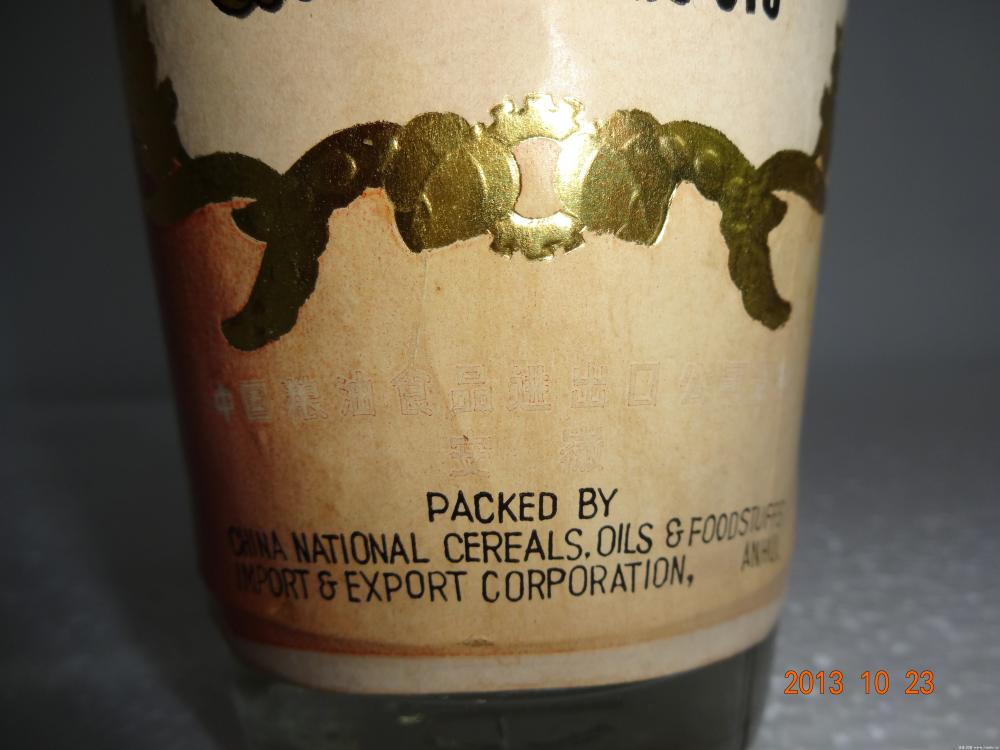 中国粮油食品进出口公司
安徽
PACKED BY
CHINA NATIONAL CEREALS, OILS & FOODSTUFFS
IMPORT & EXPORT CORPORATION, ANHUI
2013 10 23